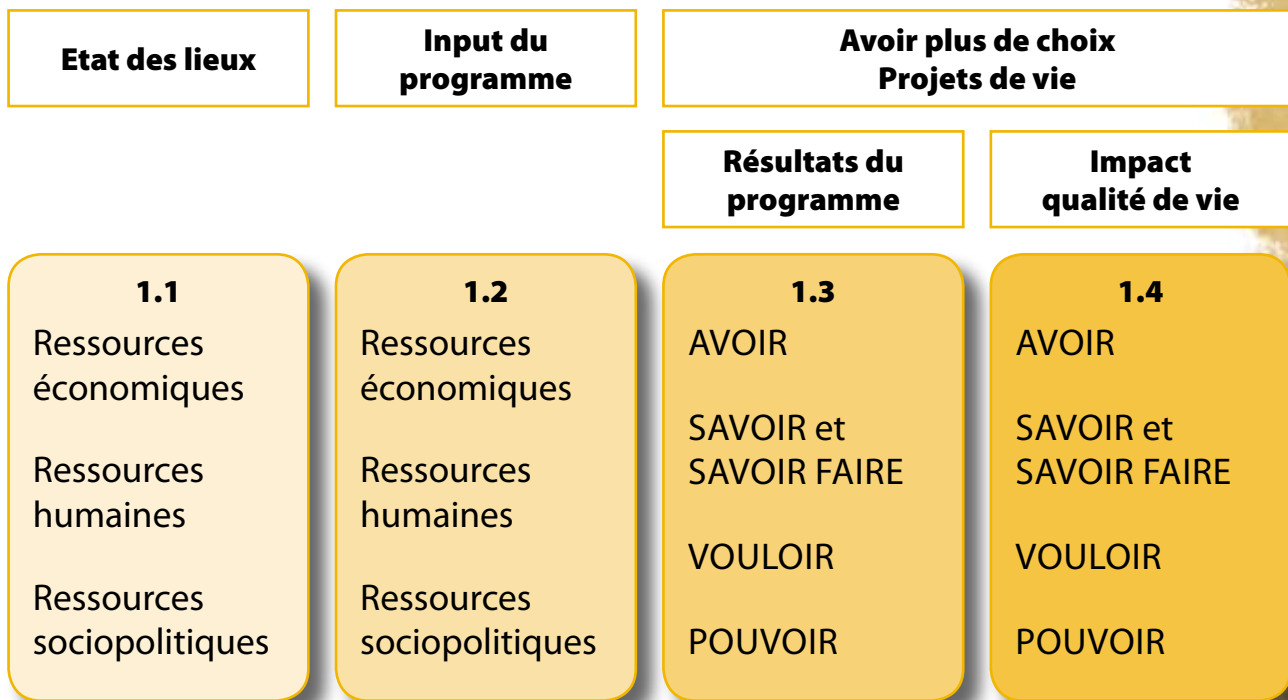 Etat des lieux
Input du
programme
Avoir plus de choix
Projets de vie
Résultats du
programme
Impact
qualité de vie
1.1
Ressources
économiques
Ressources
humaines
Ressources
sociopolitiques
1.2
Ressources
économiques
Ressources
humaines
Ressources
sociopolitiques
1.3
AVOIR
SAVOIR et
SAVOIR FAIRE
VOULOIR
POUVOIR
1.4
AVOIR
SAVOIR et
SAVOIR FAIRE
VOULOIR
POUVOIR